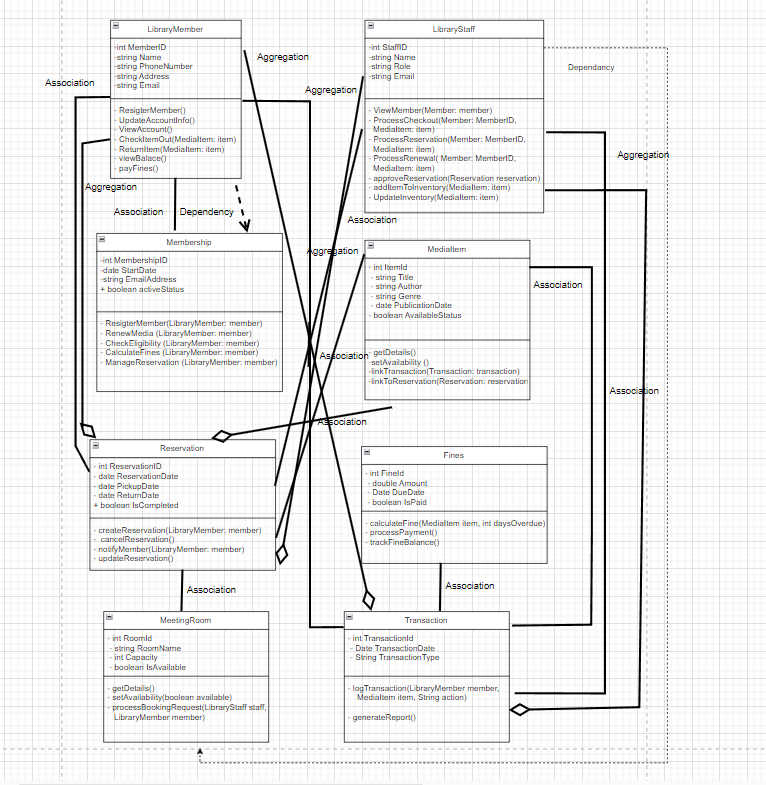 LibraryMember
-int MemberID
-string Name
-string PhoneNumber
-string Address
-string Email
- ResigterMember()
- UpdateAccountInfo()
- ViewAccount()
- CheckItemOut(MediaItem: item)
- ReturnItem(MediaItem: item)
- viewBalace()
- payFines()
LibraryStaff
-int StaffID
-string Name
-string Role
-string Email
- ViewMember(Member: member)
- ProcessCheckout(Member: MemberID,
MediaItem: item)
- ProcessReservation(Member: MemberID,
MediaItem: item)
- ProcessRenewal( Member: MemberID,
MediaItem: item)
- approveReservation(Reservation reservation)
- addItemToInventory(MediaItem: item)
- UpdateInventory(MediaItem: item)
Aggregation
Dependancy
Association
Aggregation
Aggregation
Aggregation
Association
Dependency
Association
Membership
-int MembershipID
-date StartDate
-string EmailAddress
+ boolean activeStatus
- ResigterMember(LibraryMember: member)
- RenewMedia (LibraryMember: member)
- CheckEligibility (LibraryMember: member)
- CalculateFines (LibraryMember: member)
- ManageReservation (LibraryMember: member)
Aggregation
MediaItem
- int ItemId
- string Title
- string Author
- string Genre
- date PublicationDate
- boolean AvailableStatus
- getDetails()
-setAvailability ()
-linkTransaction(Transaction: transaction)
-linkToReservation(Reservation: reservation
Association
Association
Association
Association
Reservation
- int ReservationID
- date ReservationDate
- date PickupDate
- date ReturnDate
+ boolean IsCompleted
- createReservation(LibraryMember: member)
- cancelReservation()
- notifyMember(LibraryMember: member)
- updateReservation()
Fines
- int FineId
- double Amount
- Date DueDate
- boolean IsPaid
- calculateFine(MediaItem item, int daysOverdue)
- processPayment()
- trackFineBalance()
Association
Association
MeetingRoom
- int RoomId
- string RoomName
- int Capacity
- boolean IsAvailable
- getDetails()
- setAvailability(boolean available)
- processBookingRequest(LibraryStaff staff,
LibraryMember member)
Transaction
- int TransactionId
- Date TransactionDate
- String TransactionType
- logTransaction(LibraryMember member,
MediaItem item, String action)
- generateReport()